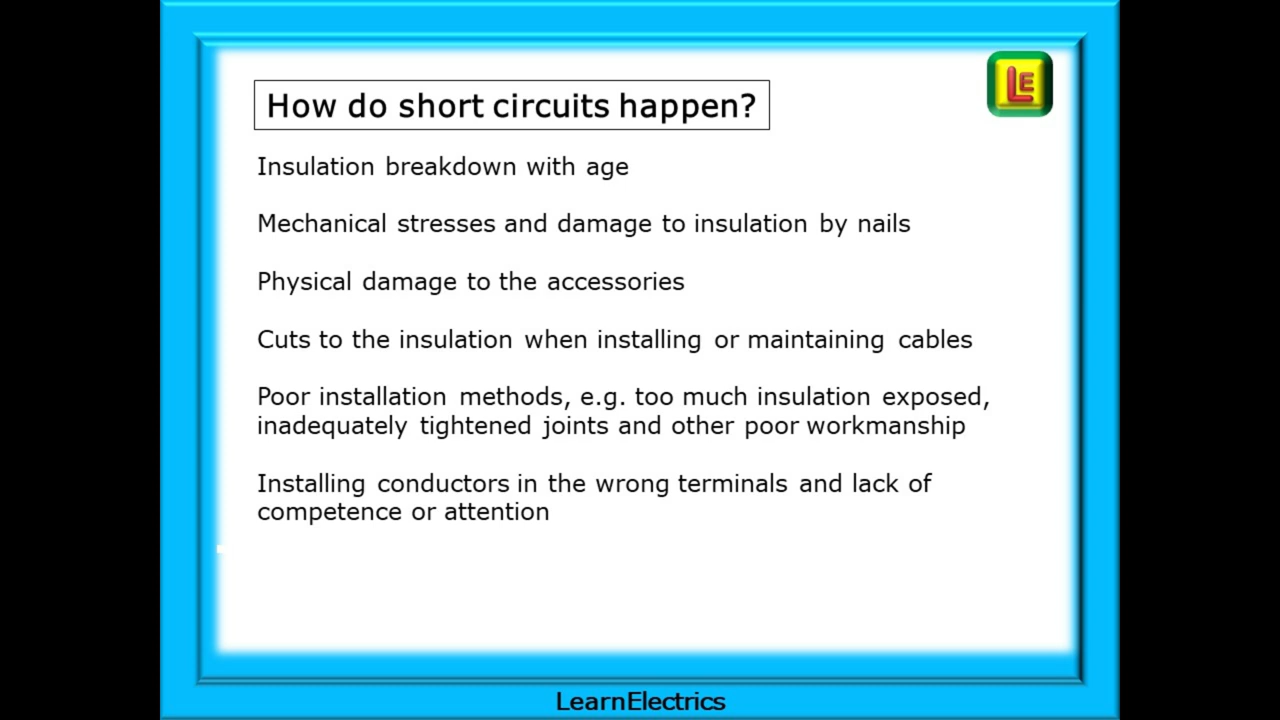 How do short circuits happen?
LE
Insulation breakdown with age
Mechanical stresses and damage to insulation by nails
Physical damage to the accessories
Cuts to the insulation when installing or maintaining cables
Poor installation methods, e.g. too much insulation exposed,
inadequately tightened joints and other poor workmanship
Installing conductors in the wrong terminals and lack of
competence or attention
LearnElectrics